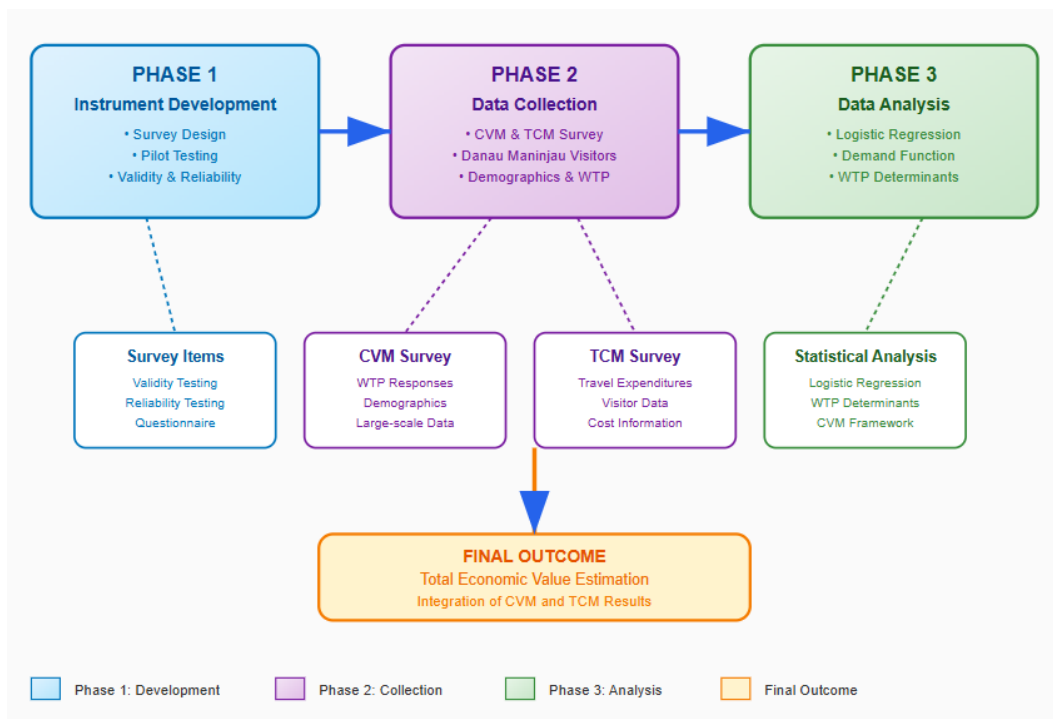 PHASE 1
Instrument Development
• Survey Design
• Pilot Testing
• Validity & Reliability
PHASE 2
Data Collection
• CVM & TCM Survey
• Danau Maninjau Visitors
• Demographics & WTP
PHASE 3
Data Analysis
• Logistic Regression
• Demand Function
• WTP Determinants
Survey Items
Validity Testing
Reliability Testing
Questionnaire
CVM Survey
WTP Responses
Demographics
Large-scale Data
TCM Survey
Travel Expenditures
Visitor Data
Cost Information
Statistical Analysis
Logistic Regression
WTP Determinants
CVM Framework
FINAL OUTCOME
Total Economic Value Estimation
Integration of CVM and TCM Results
Phase 1: Development
Phase 2: Collection
Phase 3: Analysis
Final Outcome